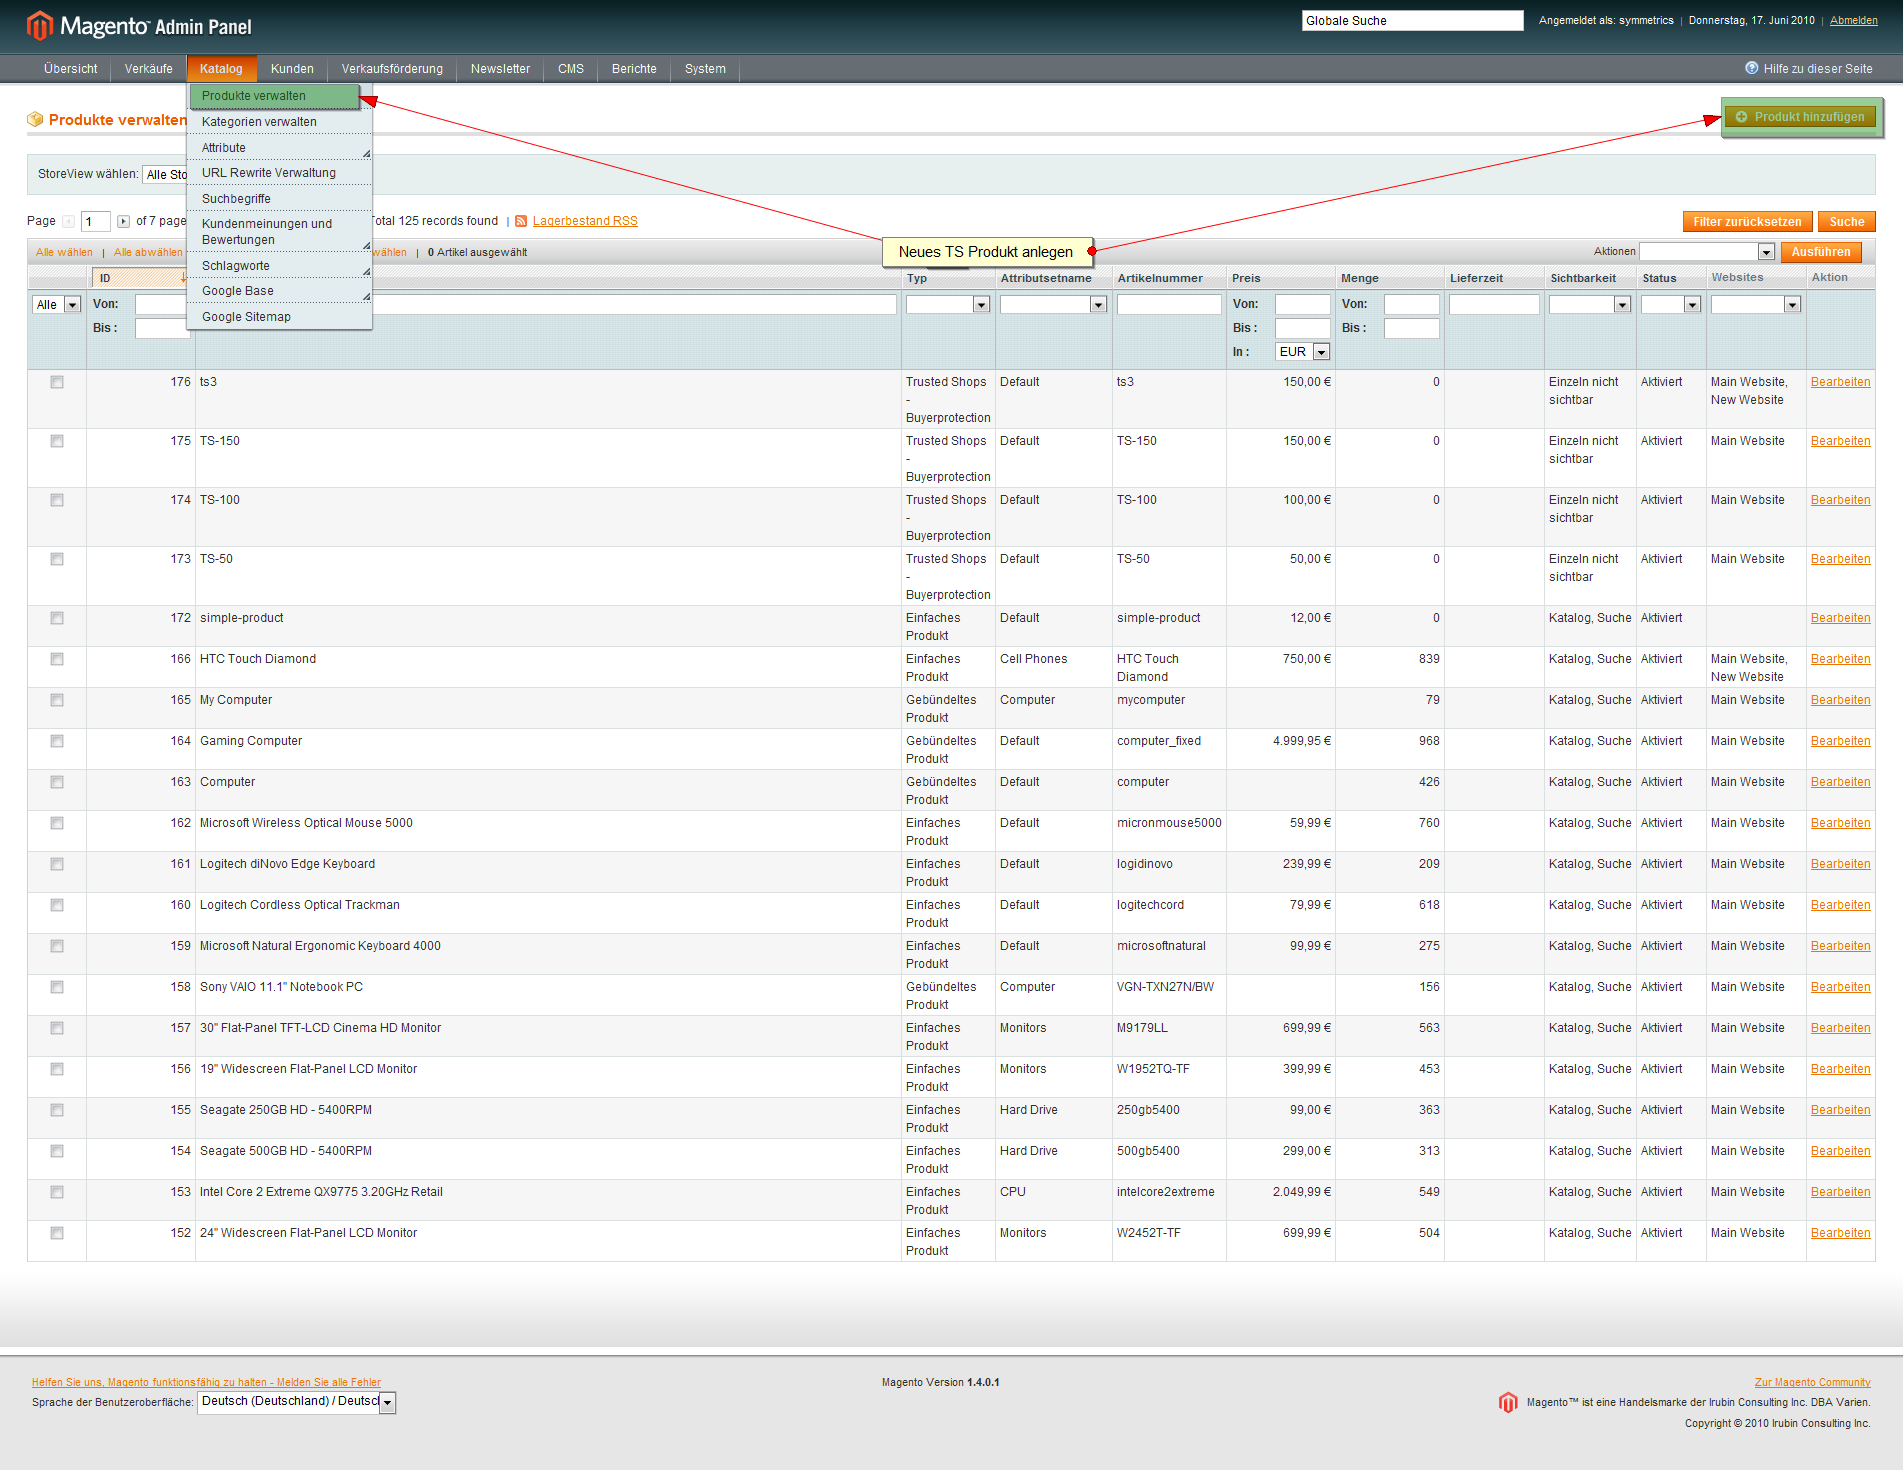 Magento™ Admin Panel
Globale Suche
Angemeldet als: symmetrics | Donnerstag, 17. Juni 2010 | Abmelden
Übersicht Verkäufe Katalog Kunden Verkaufsförderung Newsletter CMS Berichte System
Hilfe zu dieser Seite
Produkte verwalten
Kategorien verwalten
Attribute
URL Rewrite Verwaltung
Suchbegriffe
Kundenmeinungen und
Bewertungen
Schlagworte
Google Base
Google Sitemap
Produkte verwalten
Produkt hinzufügen
StoreView wählen: Alle Sto
Page 1 of 7 page
otal 125 records found | Lagerbestand RSS
Filter zurücksetzen Suche
Alle wählen | Alle abwählen
wählen | 0 Artikel ausgewählt
Neues TS Produkt anlegen
Aktionen Ausführen
ID Typ Attributsetname Artikelnummer Preis Menge Lieferzeit Sichtbarkeit Status Websites Aktion
Alle Von: Von: Von:
Bis : Bis : Bis :
In : EUR
176 ts3 Trusted Shops Default ts3 150,00 € 0 Einzeln nicht Aktiviert Main Website, Bearbeiten
- sichtbar New Website
Buyerprotection
175 TS-150 Trusted Shops Default TS-150 150,00 € 0 Einzeln nicht Aktiviert Main Website Bearbeiten
- sichtbar
Buyerprotection
174 TS-100 Trusted Shops Default TS-100 100,00 € 0 Einzeln nicht Aktiviert Main Website Bearbeiten
- sichtbar
Buyerprotection
173 TS-50 Trusted Shops Default TS-50 50,00 € 0 Einzeln nicht Aktiviert Main Website Bearbeiten
- sichtbar
Buyerprotection
172 simple-product Einfaches Default simple-product 12,00 € 0 Katalog, Suche Aktiviert Bearbeiten
Produkt
166 HTC Touch Diamond Einfaches Cell Phones HTC Touch 750,00 € 839 Katalog, Suche Aktiviert Main Website, Bearbeiten
Produkt Diamond New Website
165 My Computer Gebündeltes Computer mycomputer 79 Katalog, Suche Aktiviert Main Website Bearbeiten
Produkt
164 Gaming Computer Gebündeltes Default computer_fixed 4.999,95 € 968 Katalog, Suche Aktiviert Main Website Bearbeiten
Produkt
163 Computer Gebündeltes Default computer 426 Katalog, Suche Aktiviert Main Website Bearbeiten
Produkt
162 Microsoft Wireless Optical Mouse 5000 Einfaches Default micronmouse5000 59,99 € 760 Katalog, Suche Aktiviert Main Website Bearbeiten
Produkt
161 Logitech diNovo Edge Keyboard Einfaches Default logidinovo 239,99 € 209 Katalog, Suche Aktiviert Main Website Bearbeiten
Produkt
160 Logitech Cordless Optical Trackman Einfaches Default logitechcord 79,99 € 618 Katalog, Suche Aktiviert Main Website Bearbeiten
Produkt
159 Microsoft Natural Ergonomic Keyboard 4000 Einfaches Default microsoftnatural 99,99 € 275 Katalog, Suche Aktiviert Main Website Bearbeiten
Produkt
158 Sony VAIO 11.1" Notebook PC Gebündeltes Computer VGN-TXN27N/BW 156 Katalog, Suche Aktiviert Main Website Bearbeiten
Produkt
157 30" Flat-Panel TFT-LCD Cinema HD Monitor Einfaches Monitors M9179LL 699,99 € 563 Katalog, Suche Aktiviert Main Website Bearbeiten
Produkt
156 19" Widescreen Flat-Panel LCD Monitor Einfaches Monitors W1952TQ-TF 399,99 € 453 Katalog, Suche Aktiviert Main Website Bearbeiten
Produkt
155 Seagate 250GB HD - 5400RPM Einfaches Hard Drive 250gb5400 99,00 € 363 Katalog, Suche Aktiviert Main Website Bearbeiten
Produkt
154 Seagate 500GB HD - 5400RPM Einfaches Hard Drive 500gb5400 299,00 € 313 Katalog, Suche Aktiviert Main Website Bearbeiten
Produkt
153 Intel Core 2 Extreme QX9775 3.20GHz Retail Einfaches CPU intelcore2extreme 2.049,99 € 549 Katalog, Suche Aktiviert Main Website Bearbeiten
Produkt
152 24" Widescreen Flat-Panel LCD Monitor Einfaches Monitors W2452T-TF 699,99 € 504 Katalog, Suche Aktiviert Main Website Bearbeiten
Produkt
Helfen Sie uns, Magento funktionsfähig zu halten - Melden Sie alle Fehler
Sprache der Benutzeroberfläche: Deutsch (Deutschland) / Deutscl
Magento Version 1.4.0.1
Zur Magento Community
Magento™ ist eine Handelsmarke der Irubin Consulting Inc. DBA Varien.
Copyright © 2010 Irubin Consulting Inc.